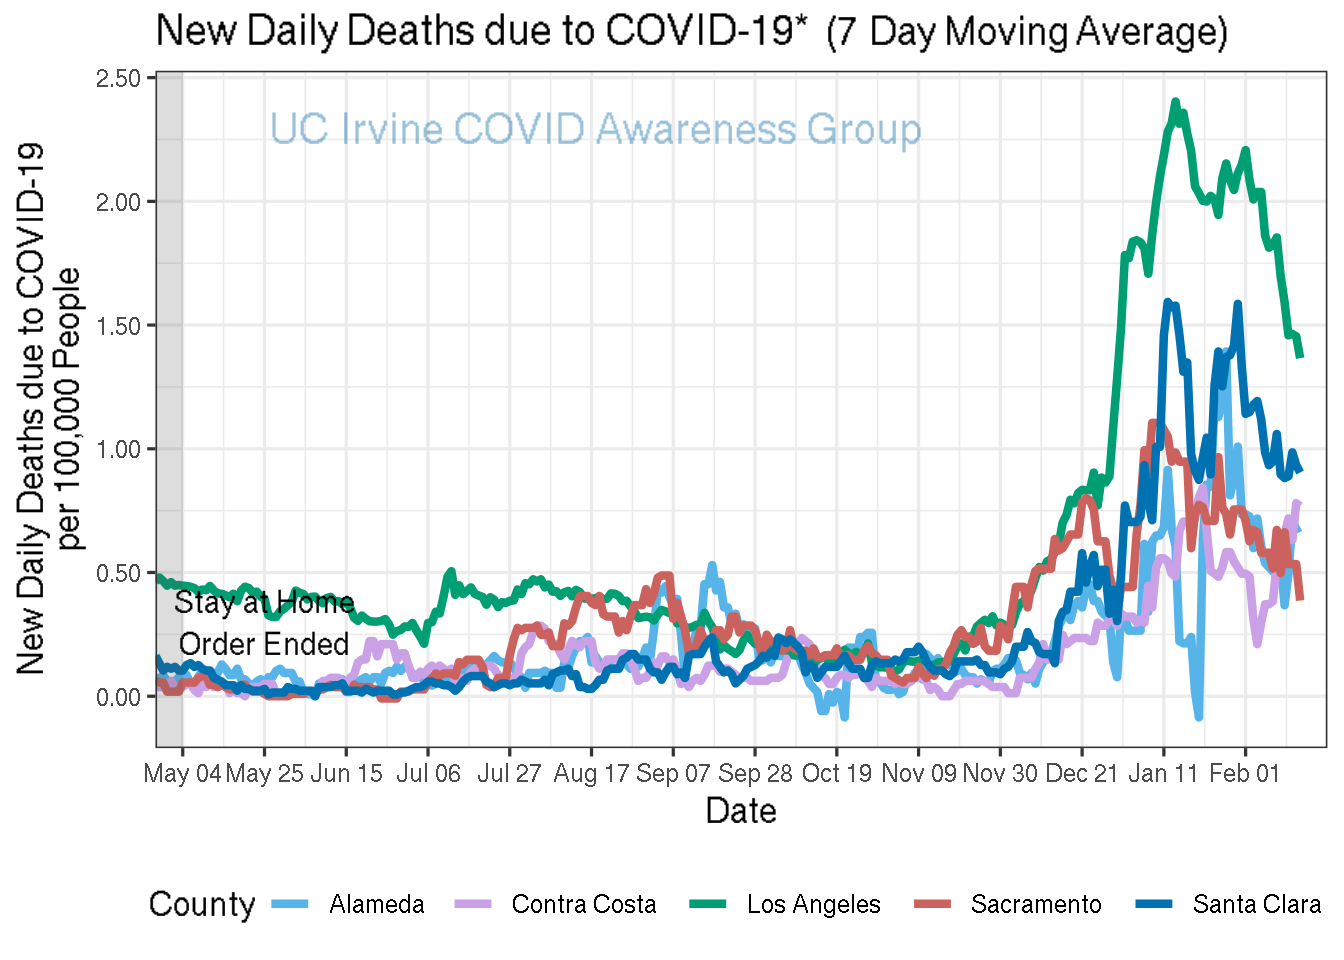 New Daily Deaths due to COVID-19* (7 Day Moving Average)
New Daily Deaths due to COVID-19
per 100,000 People
2.50
2.00
1.50
1.00
0.50
0.00
UC Irvine COVID Awareness Group
Stay at Home
Order Ended
May 04 May 25 Jun 15 Jul 06 Jul 27 Aug 17 Sep 07 Sep 28 Oct 19 Nov 09 Nov 30 Dec 21 Jan 11 Feb 01
Date
County Alameda Contra Costa Los Angeles Sacramento Santa Clara